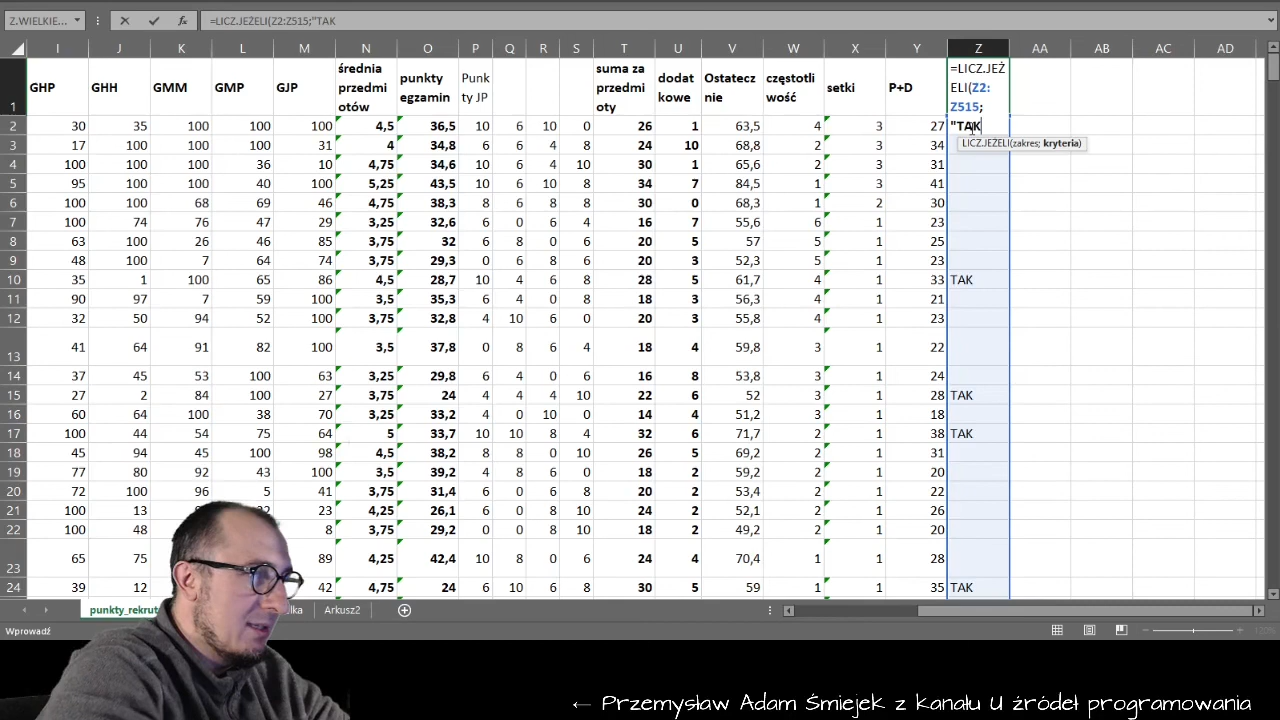 Z.WIELKIE... =LICZ.JEŻELI(Z2:Z515;"TAK
I J K L M N O P Q R S T U V W X Y Z AA AB AC AD
1 GHP GHH GMM GMP GJP średnia przedmiotów punkty egzamin Punkty JP suma za przedmioty dodatkowe Ostatecznie częstotliwość setki P+D =LICZ.JEŻELI(Z2:Z515;"TAK
2 30 35 100 100 100 4,5 36,5 10 6 10 0 26 1 63,5 4 3 27
LICZ.JEŻELI(zakres; kryteria)
3 17 100 100 100 31 4 34,8 6 6 4 8 24 10 68,8 2 3 34
4 100 100 100 36 10 4,75 34,6 10 6 4 10 30 1 65,6 2 3 31
5 95 100 100 40 100 5,25 43,5 10 6 10 8 34 7 84,5 1 3 41
6 100 100 68 69 46 4,75 38,3 8 6 8 8 30 0 68,3 1 2 30
7 100 74 76 47 29 3,25 32,6 6 0 6 4 16 7 55,6 6 1 23
8 63 100 26 46 85 3,75 32 6 8 0 6 20 5 57 5 1 25
9 48 100 7 64 74 3,75 29,3 6 0 8 6 20 3 52,3 5 1 23
10 35 1 100 65 86 4,5 28,7 10 4 6 8 28 5 61,7 4 1 33 TAK
11 90 97 7 59 100 3,5 35,3 6 4 0 8 18 3 56,3 4 1 21
12 32 50 94 52 100 3,75 32,8 4 10 6 0 20 3 55,8 4 1 23
13 41 64 91 82 100 3,5 37,8 0 8 6 4 18 4 59,8 3 1 22
14 37 45 53 100 63 3,25 29,8 6 4 0 6 16 8 53,8 3 1 24
15 27 2 84 100 27 3,75 24 4 4 4 10 22 6 52 3 1 28 TAK
16 60 64 100 38 70 3,25 33,2 4 0 10 0 14 4 51,2 3 1 18
17 100 44 54 75 64 5 33,7 10 10 8 4 32 6 71,7 2 1 38 TAK
18 45 94 45 100 98 4,5 38,2 8 8 0 10 26 5 69,2 2 1 31
19 77 80 92 43 100 3,5 39,2 4 8 6 0 18 2 59,2 2 1 20
20 72 100 96 5 41 3,75 31,4 6 0 6 8 20 2 53,4 2 1 22
21 100 13 23 4,25 26,1 6 0 8 10 24 2 52,1 2 1 26
22 100 48 8 3,75 29,2 0 0 8 10 18 2 49,2 2 1 20
23 65 75 89 4,25 42,4 10 8 0 6 24 4 70,4 1 1 28
24 39 12 42 4,75 24 6 10 6 8 30 5 59 1 1 35 TAK
Arkusz2
Wprowadź
← Przemysław Adam Śmiejek z kanału U źródeł programowania